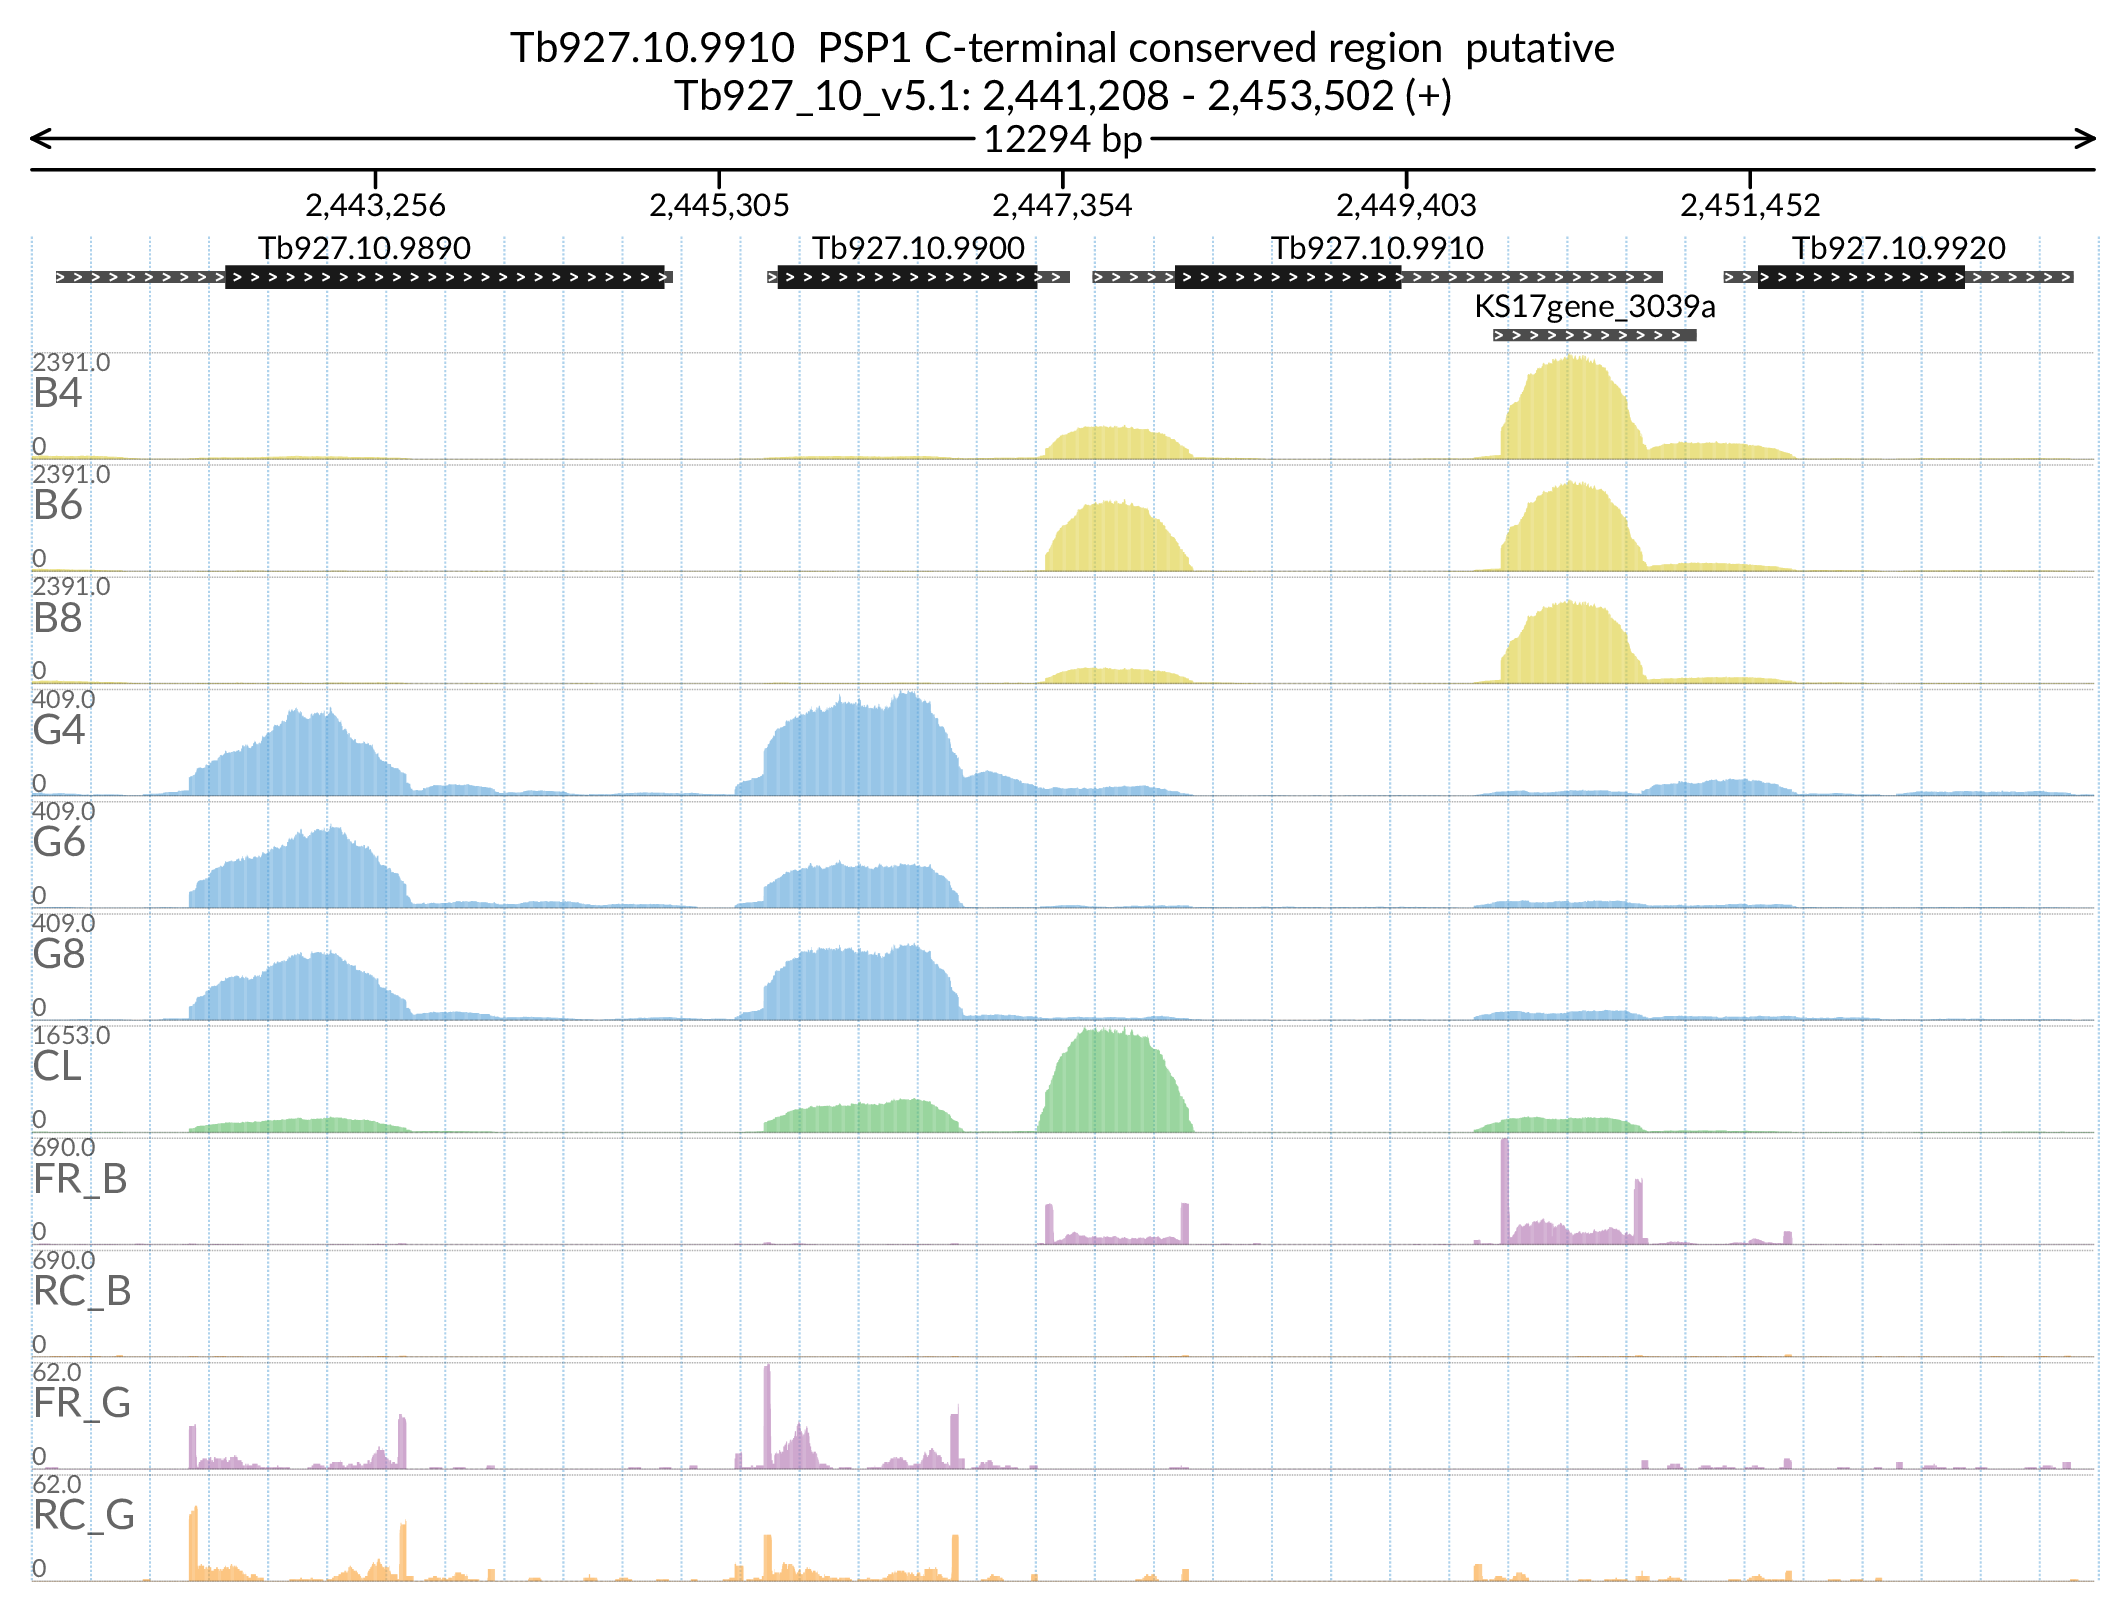 Tb927.10.9910  PSP1 C-terminal conserved region  putative
Tb927_10_v5.1: 2,441,208 - 2,453,502 (+)
12294 bp
2,443,256 2,445,305 2,447,354 2,449,403 2,451,452
Tb927.10.9890 Tb927.10.9900 Tb927.10.9910 Tb927.10.9920
KS17gene_3039a
2391.0
B4
0
2391.0
B6
0
2391.0
B8
0
409.0
G4
0
409.0
G6
0
409.0
G8
0
1653.0
CL
0
690.0
FR_B
0
690.0
RC_B
0
62.0
FR_G
0
62.0
RC_G
0